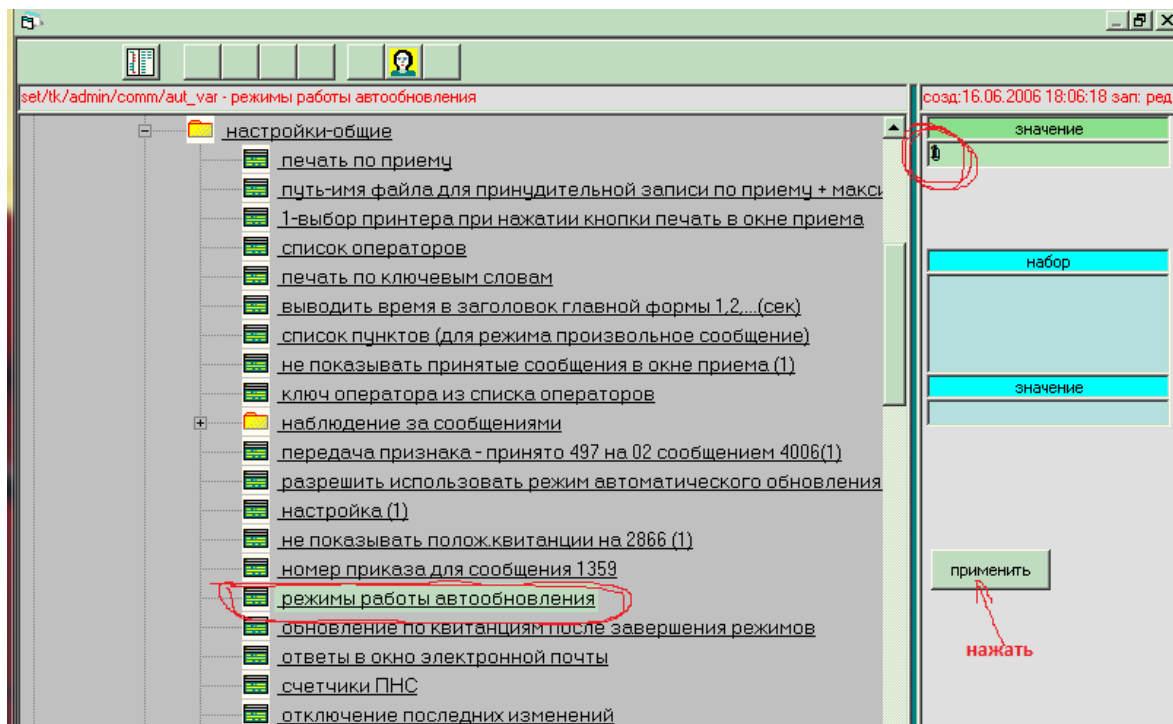 set/tk/admin/comm/aut_var - режимы работы автообновления
созд:16.06.2006 18:06:18 зап: ред
настройки-общие
печать по приему
путь-имя файла для принудительной записи по приему + макси
1-выбор принтера при нажатии кнопки печать в окне приема
список операторов
печать по ключевым словам
выводить время в заголовок главной формы 1,2,...(сек)
список пунктов (для режима произвольное сообщение)
не показывать принятые сообщения в окне приема (1)
ключ оператора из списка операторов
наблюдение за сообщениями
передача признака - принято 497 на 02 сообщением 4006(1)
разрешить использовать режим автоматического обновления
настройка (1)
не показывать полож.квитанции на 2866 (1)
номер приказа для сообщения 1359
режимы работы автообновления
обновление по квитанциям после завершения режимов
ответы в окно электронной почты
счетчики ПНС
отключение последних изменений
значение
набор
значение
применить
нажать